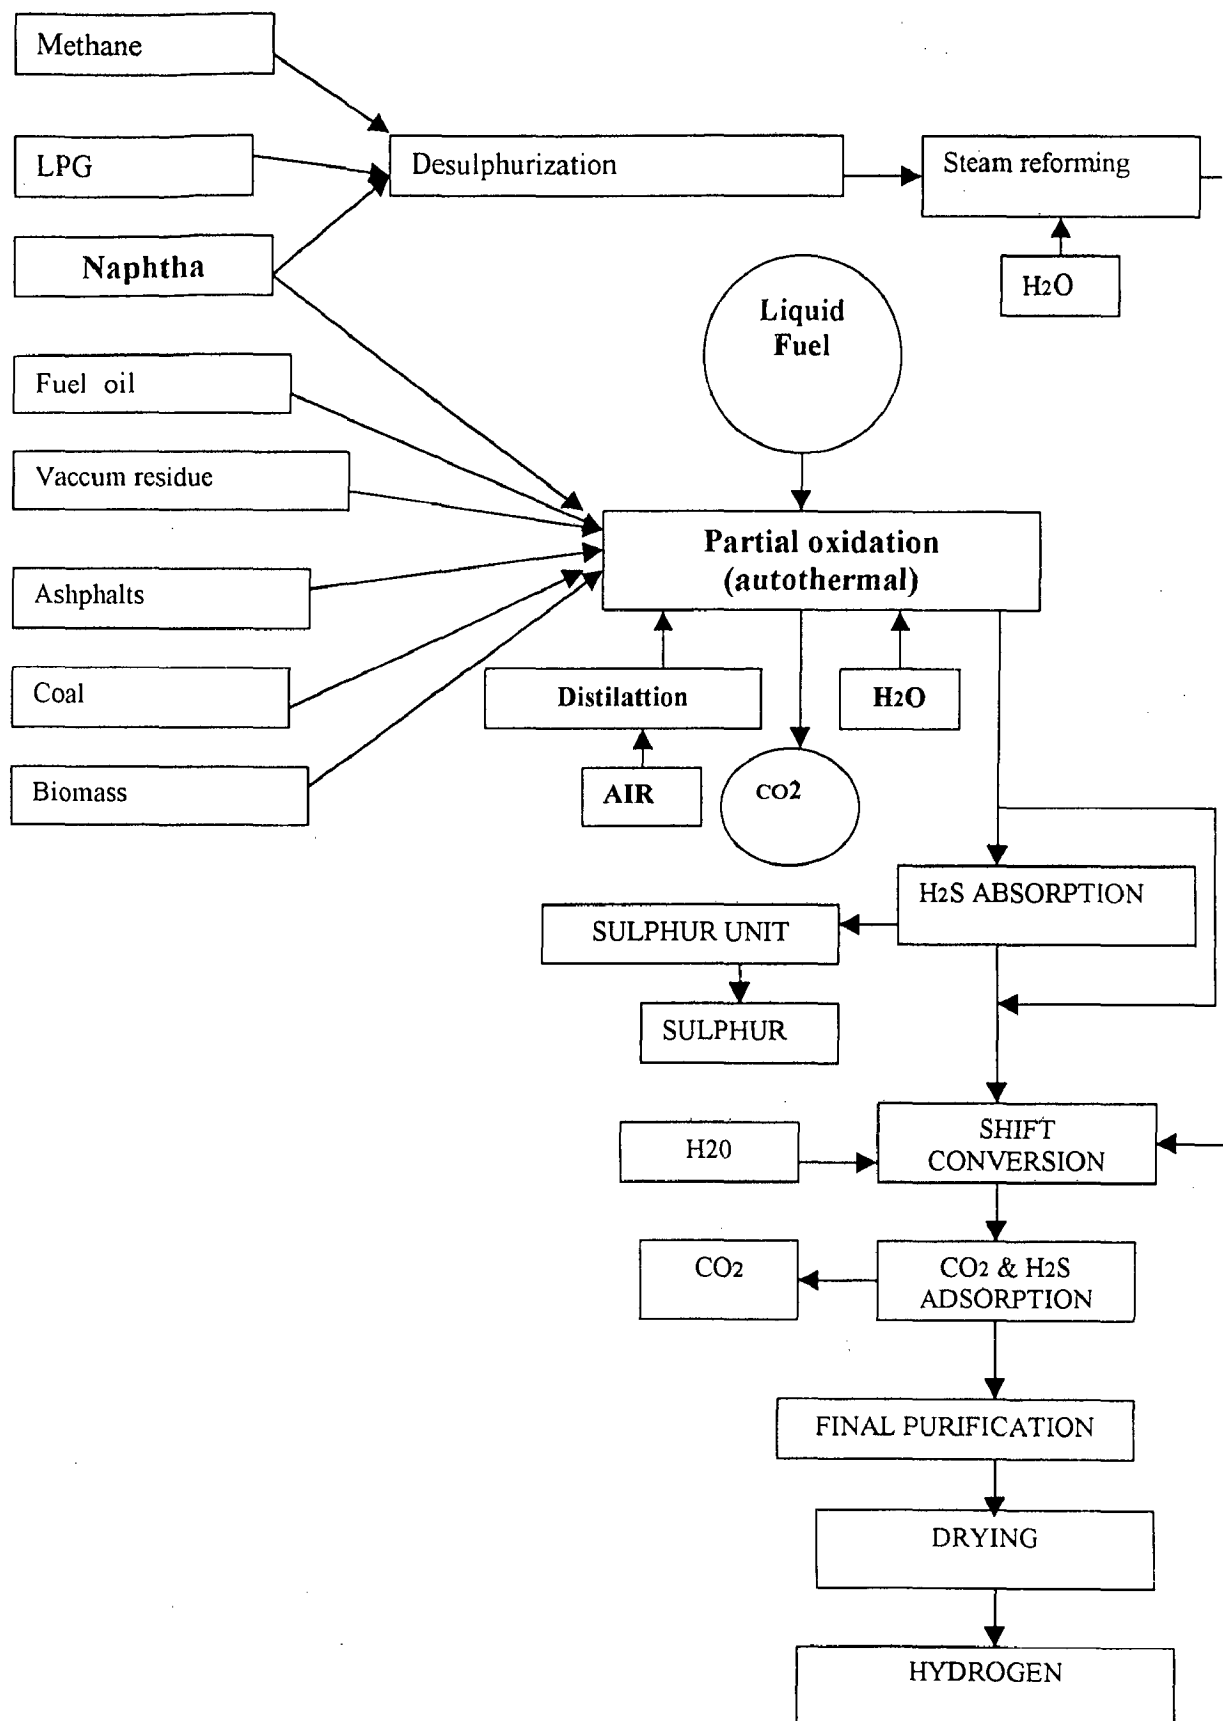 Methane
LPG
Desulphurization
Steam reforming
Naphtha
H2O
Liquid
Fuel
Fuel oil
Vaccum residue
Partial oxidation
(autothermal)
Ashphalts
Coal
Distilattion
H2O
Biomass
AIR
CO2
H2S ABSORPTION
SULPHUR UNIT
SULPHUR
H20
SHIFT
CONVERSION
CO2
CO2 & H2S
ADSORPTION
FINAL PURIFICATION
DRYING
HYDROGEN